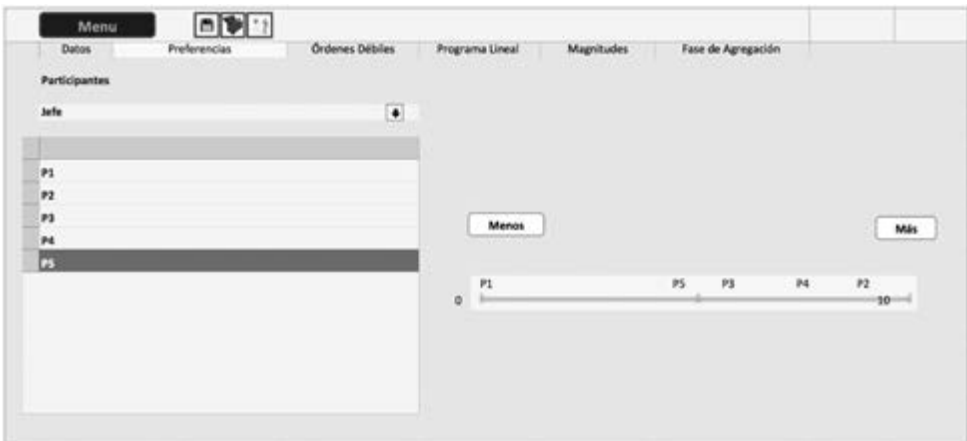 Menu
Datos Preferencias Órdenes Débiles Programa Lineal Magnitudes Fase de Agregación
Participantes
Jefe
P1
P2
P3
P4
P5
Menos Más
P1 P5 P3 P4 P2
0 10